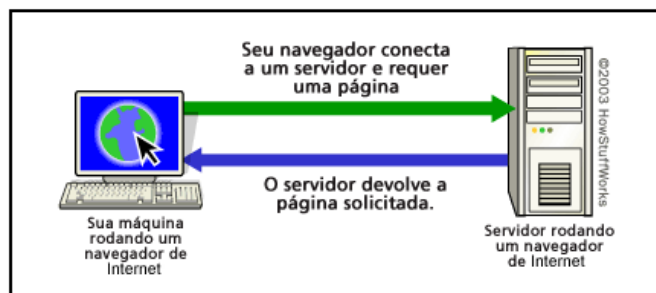 Seu navegador conecta
a um servidor e requer
uma página
O servidor devolve a
página solicitada.
Sua máquina
rodando um
navegador de
Internet
Servidor rodando
um navegador
de Internet
©2003 HowStuffWorks